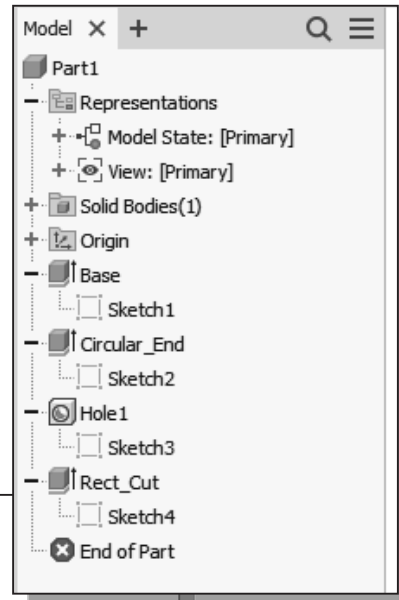 Model
Part1
Representations
Model State: [Primary]
View: [Primary]
Solid Bodies(1)
Origin
Base
Sketch1
Circular_End
Sketch2
Hole1
Sketch3
Rect_Cut
Sketch4
End of Part